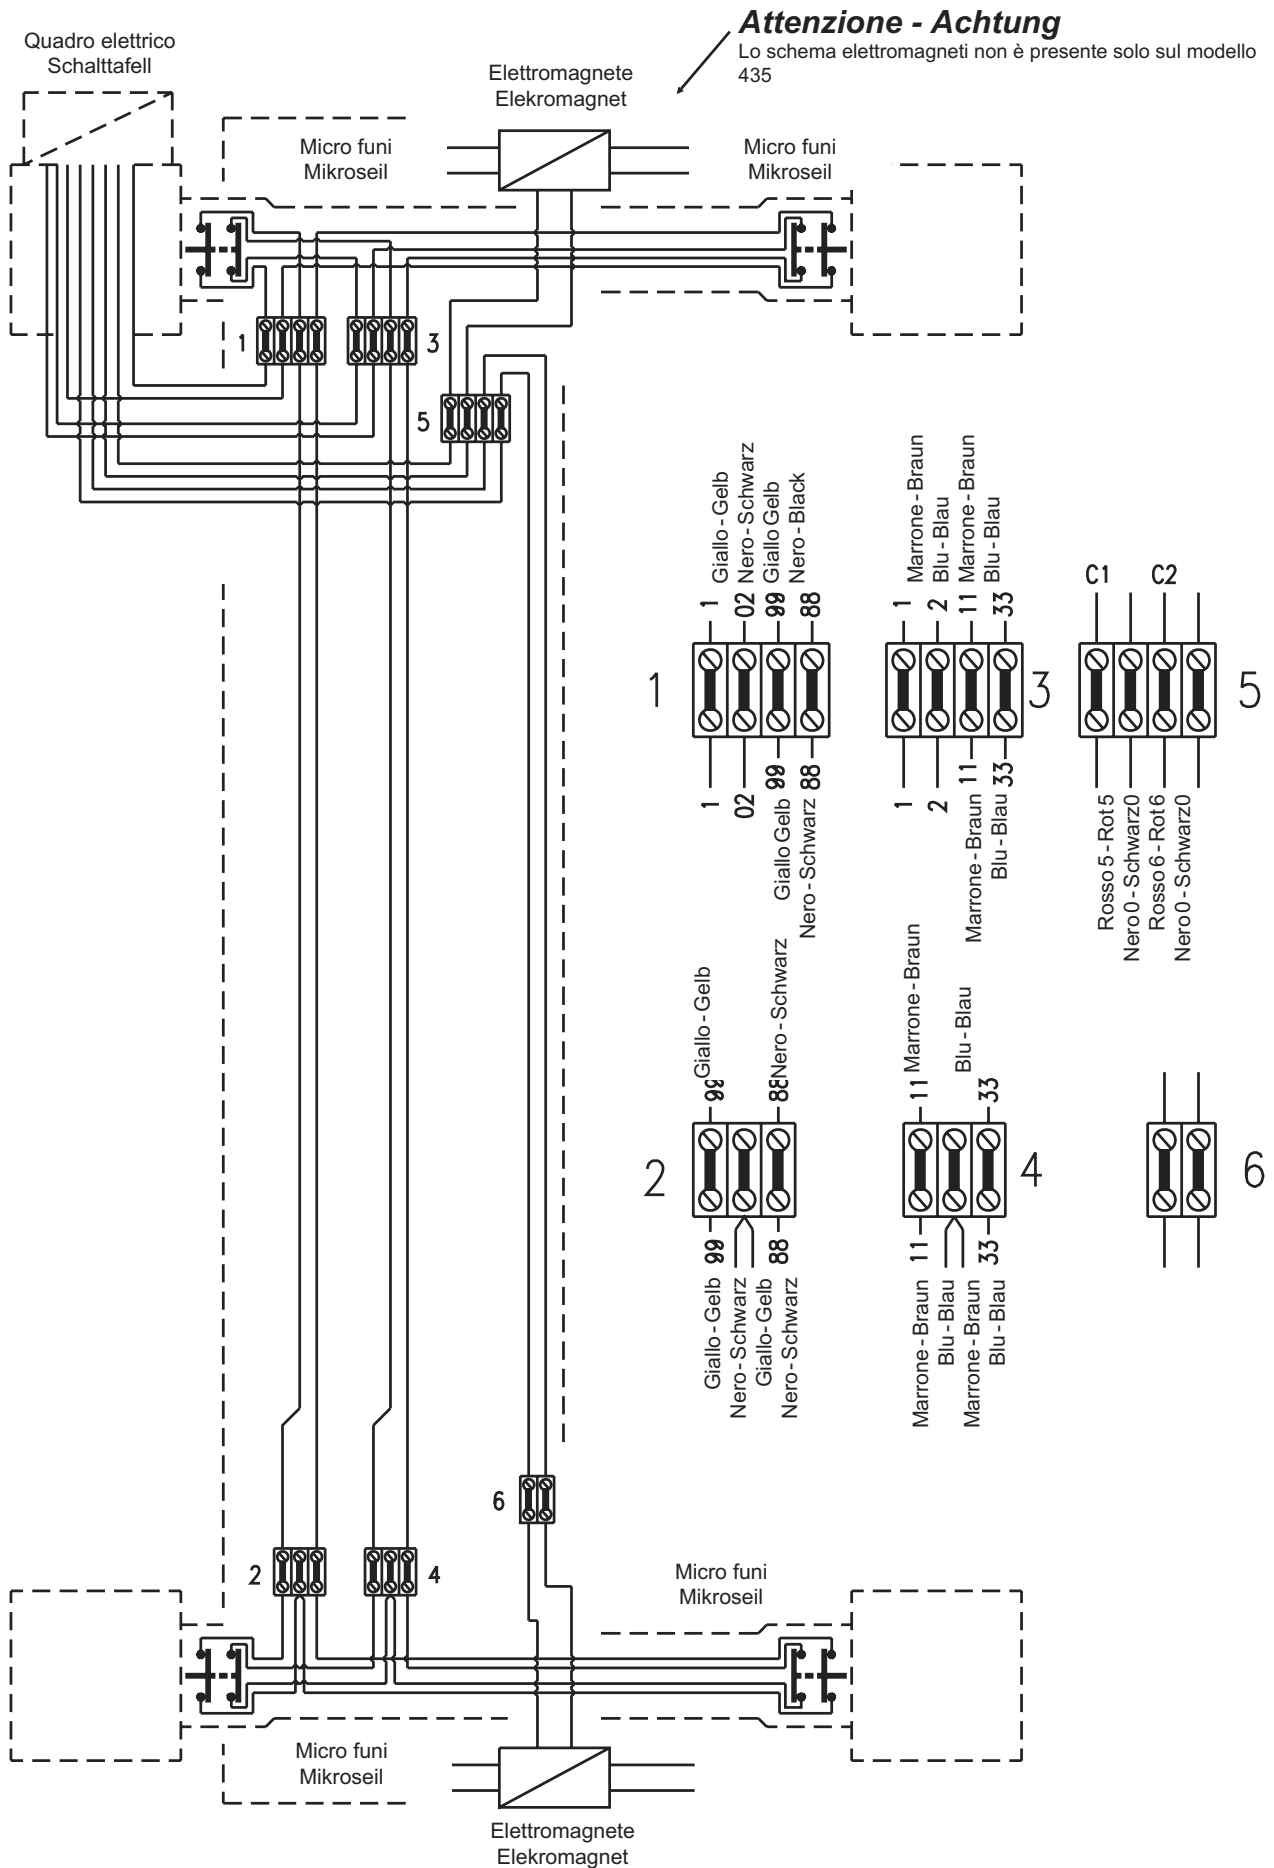 Attenzione - Achtung
Lo schema elettromagneti non è presente solo sul modello
435
Quadro elettrico
Schalttafell
Elettromagnete
Elekromagnet
Micro funi
Mikroseil
Micro funi
Mikroseil
1
3
5
Giallo - Gelb
Nero - Schwarz
Giallo Gelb
Nero - Black
1
02
99
88
1
1
02
99
88
Giallo Gelb
Nero - Schwarz
Marrone - Braun
Blu - Blau
Marrone - Braun
Blu - Blau
1
2
11
33
3
1
2
11
33
Marrone - Braun
Blu - Blau
C1
C2
5
Rosso 5 - Rot 5
Nero 0 - Schwarz0
Rosso 6 - Rot 6
Nero 0 - Schwarz0
Giallo - Gelb
Nero - Schwarz
99
88
2
99
88
Giallo - Gelb
Nero - Schwarz
Giallo - Gelb
Nero - Schwarz
Marrone - Braun
Blu - Blau
11
33
4
11
33
Marrone - Braun
Blu - Blau
Marrone - Braun
Blu - Blau
6
6
2
4
Micro funi
Mikroseil
Micro funi
Mikroseil
Elettromagnete
Elekromagnet